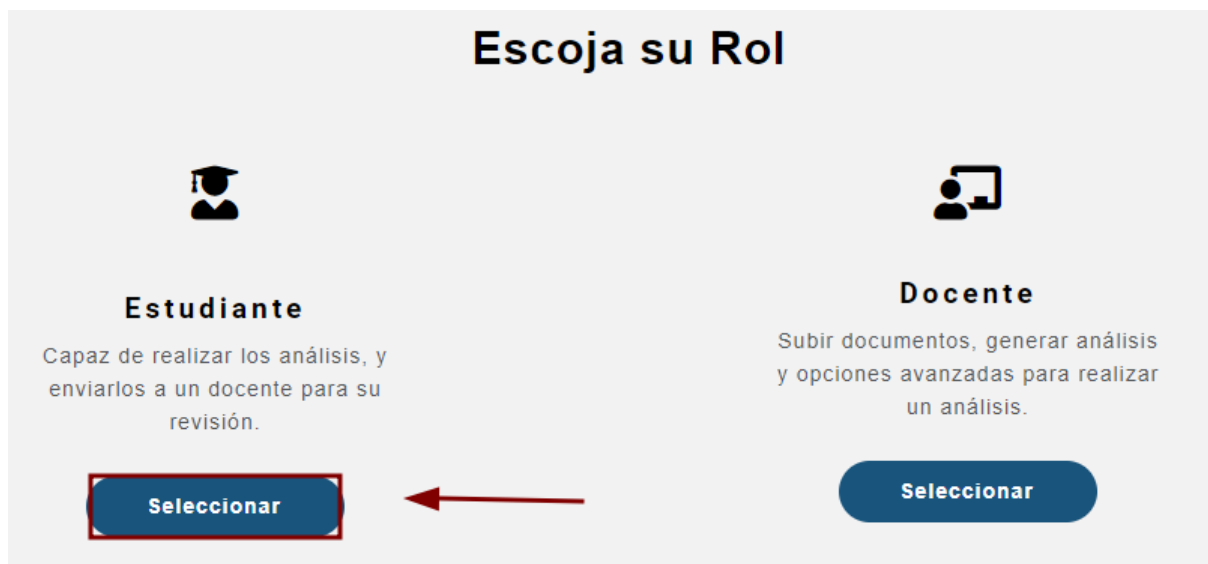 Escoja su Rol
Estudiante
Capaz de realizar los análisis, y
enviarlos a un docente para su
revisión.
Seleccionar
Docente
Subir documentos, generar análisis
y opciones avanzadas para realizar
un análisis.
Seleccionar